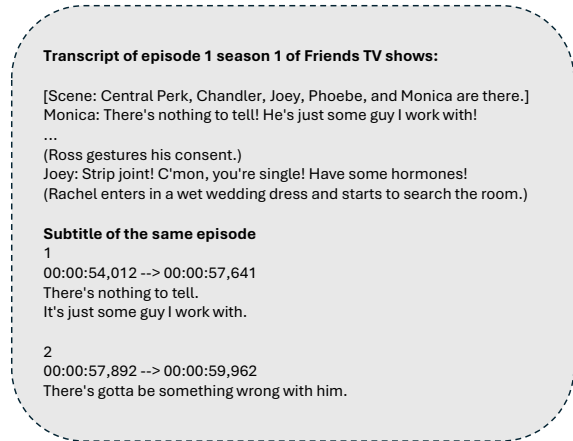 Transcript of episode 1 season 1 of Friends TV shows:
[Scene: Central Perk, Chandler, Joey, Phoebe, and Monica are there.]
Monica: There's nothing to tell! He's just some guy I work with!
...
(Ross gestures his consent.)
Joey: Strip joint! C'mon, you're single! Have some hormones!
(Rachel enters in a wet wedding dress and starts to search the room.)
Subtitle of the same episode
1
00:00:54,012 --> 00:00:57,641
There's nothing to tell.
It's just some guy I work with.
2
00:00:57,892 --> 00:00:59,962
There's gotta be something wrong with him.